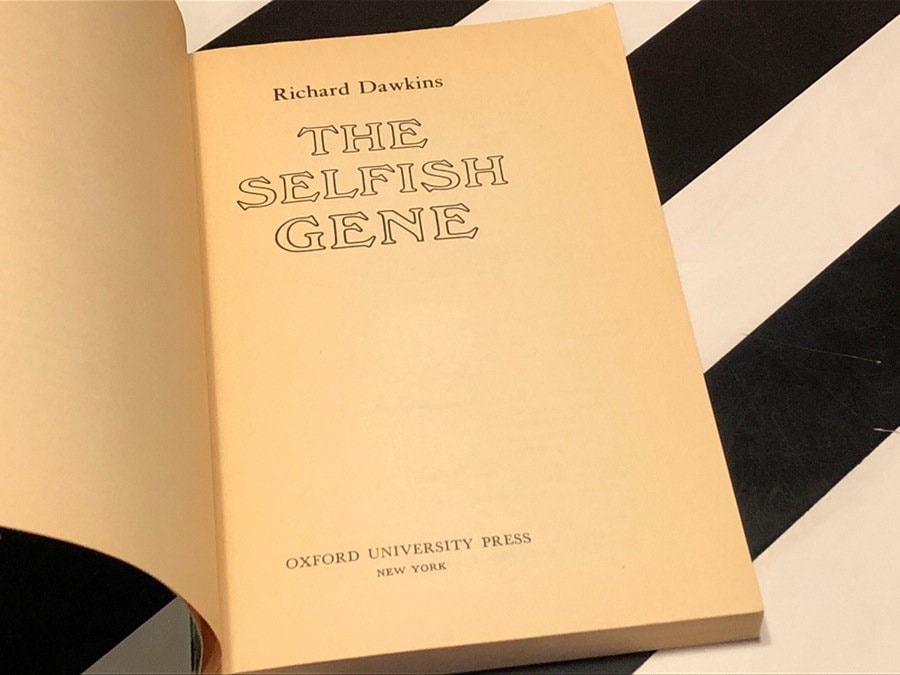 Richard Dawkins
THE
SELFISH
GENE
OXFORD UNIVERSITY PRESS
NEW YORK